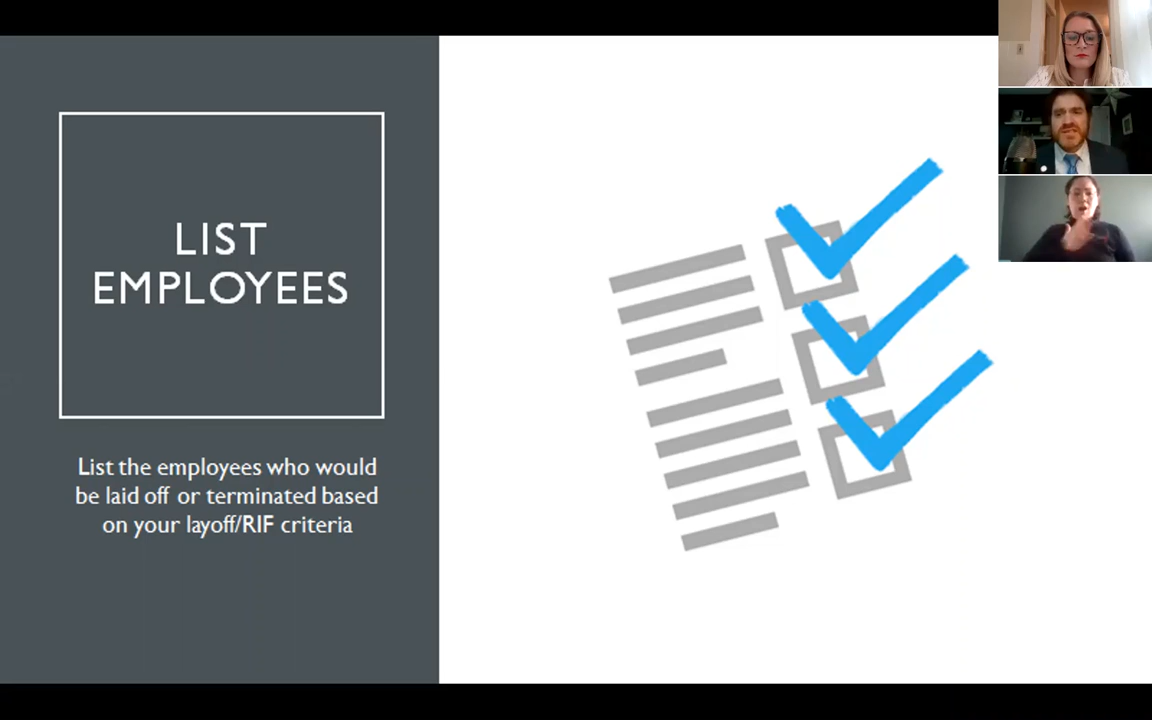 LIST
EMPLOYEES
List the employees who would
be laid off or terminated based
on your layoff/RIF criteria